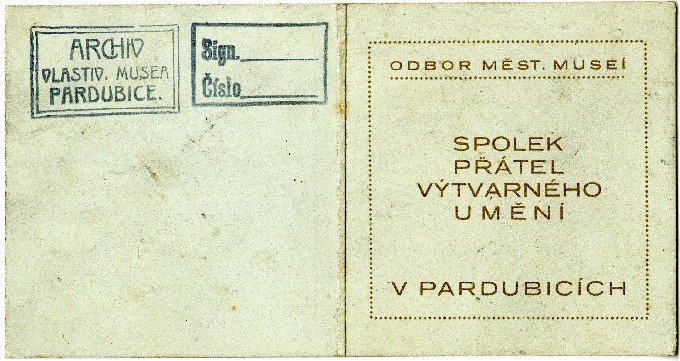 ARCHIV
VLASTIV. MUSEA
PARDUBICE.
Sign.
Číslo
ODBOR MĚST. MUSEÍ
SPOLEK
PŘÁTEL
VÝTVARNÉHO
UMĚNÍ
V PARDUBICÍCH